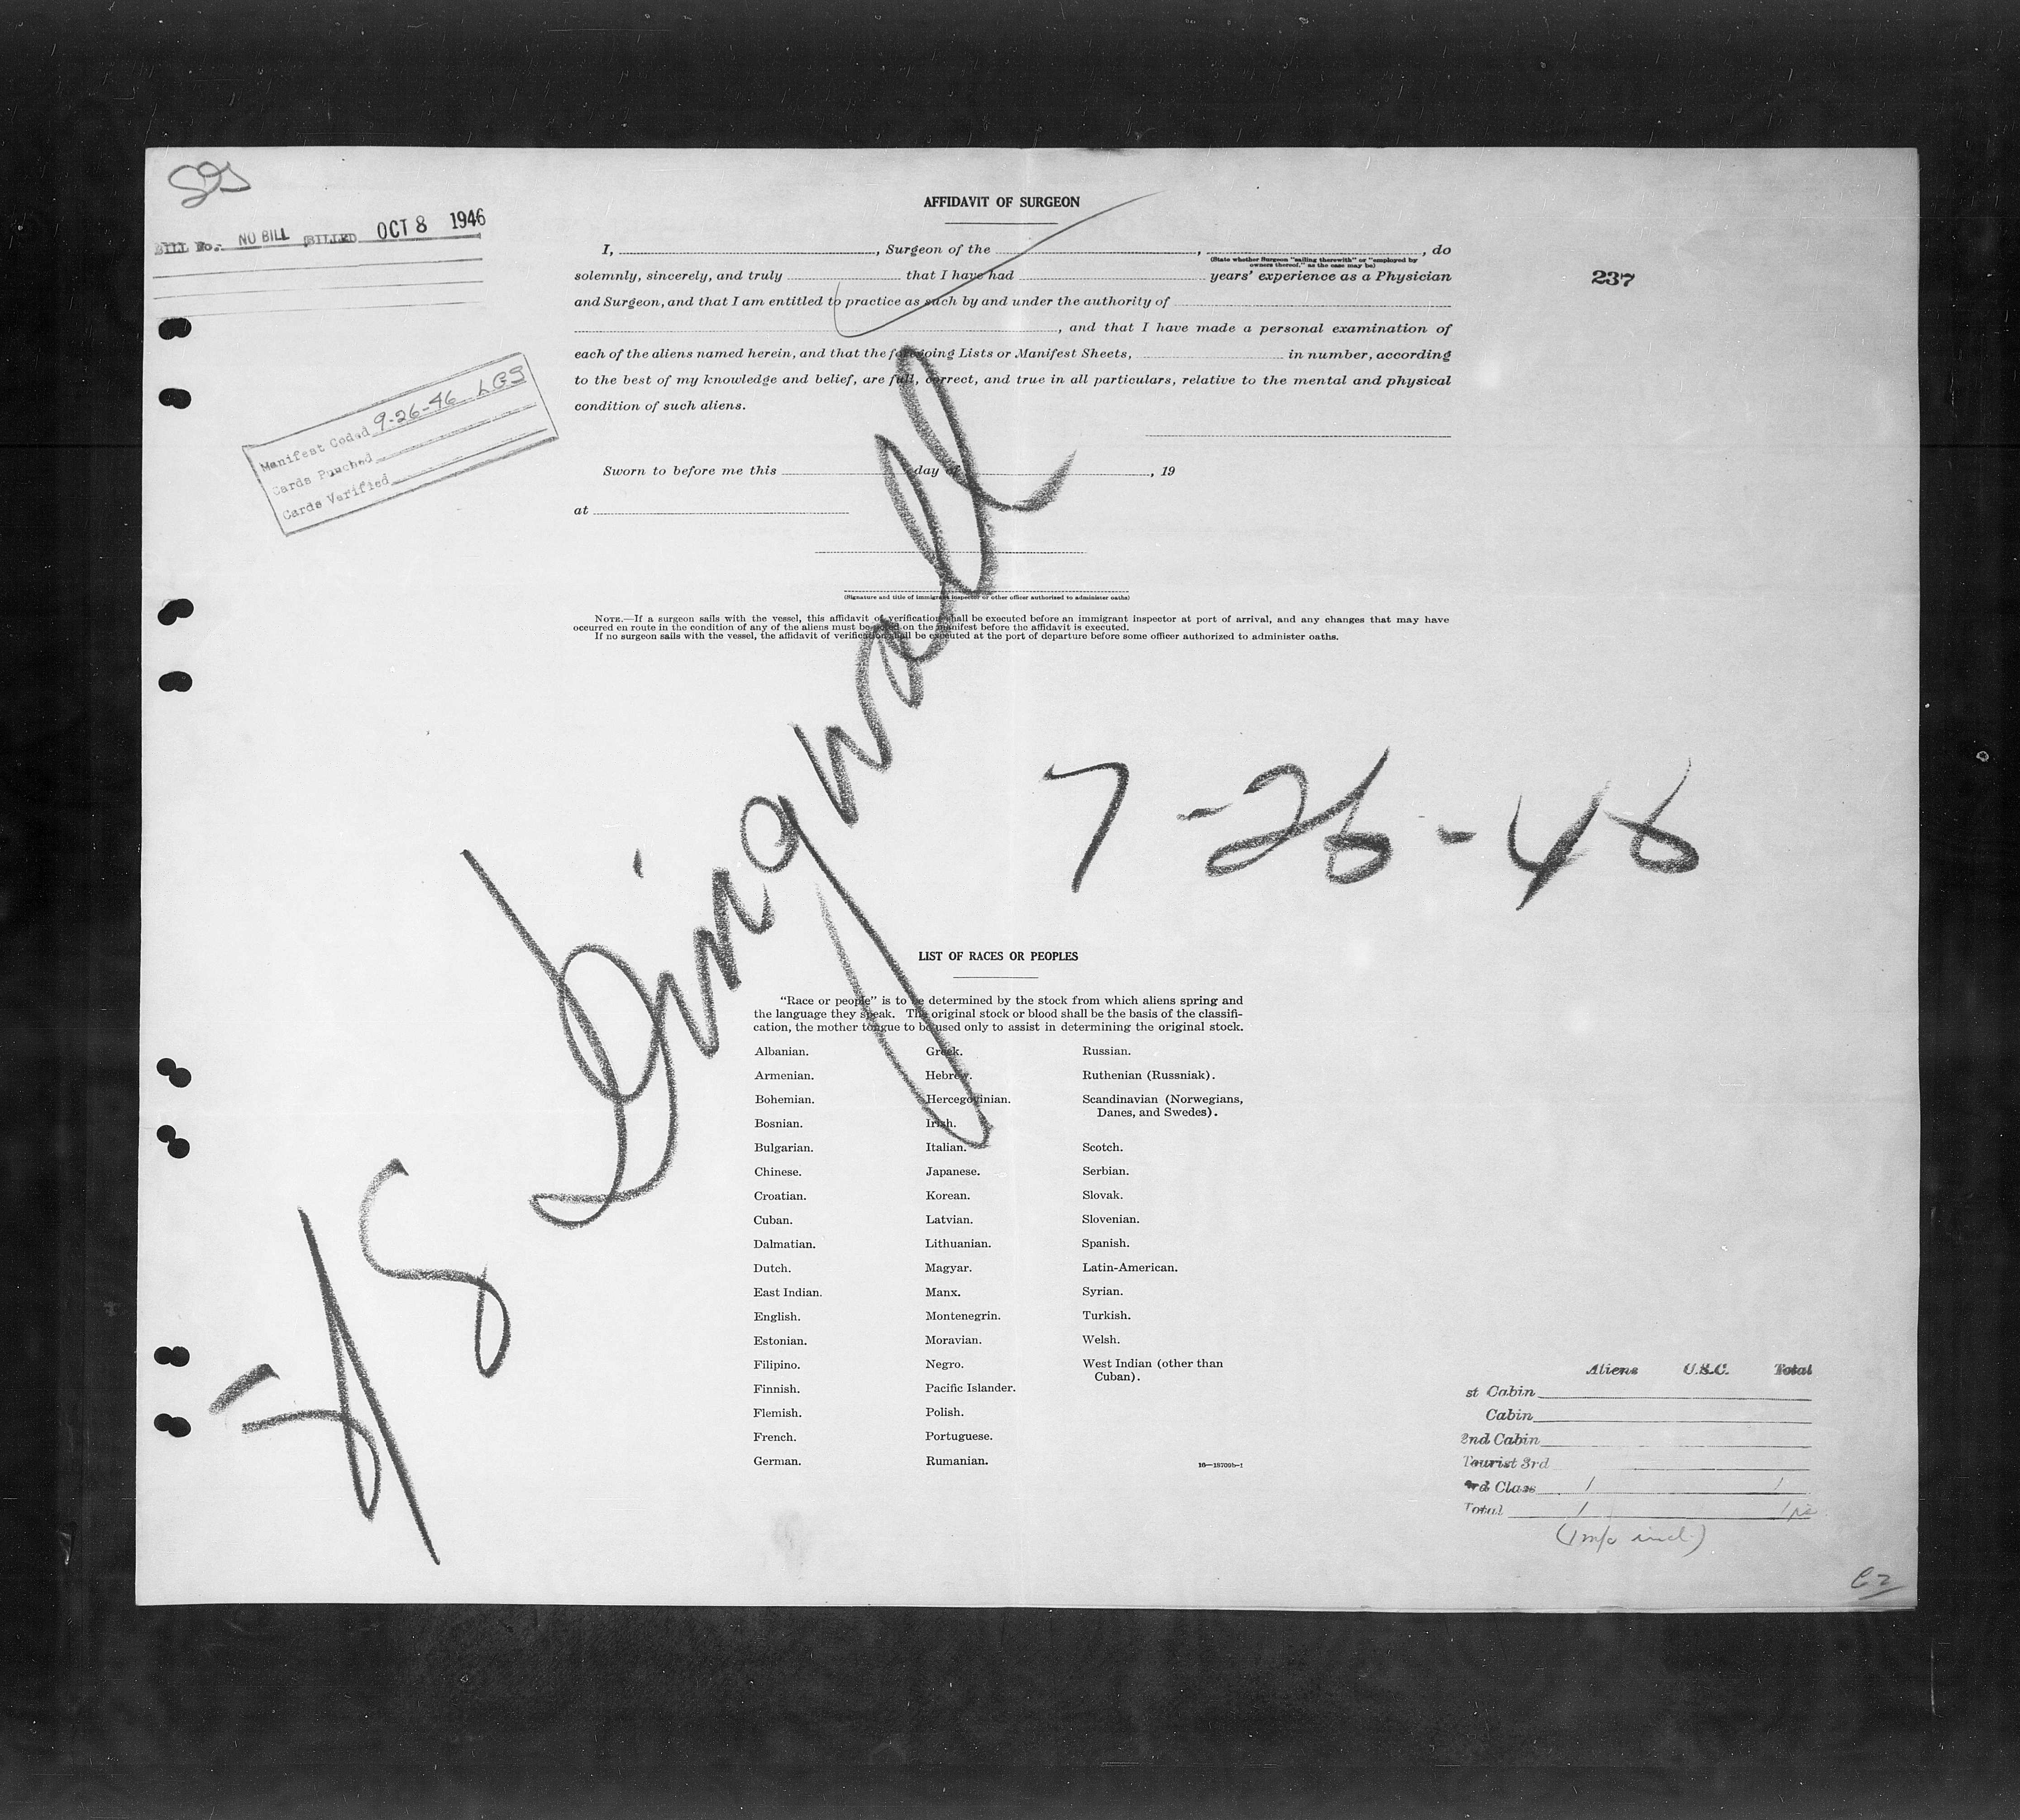 AFFIDAVIT OF SURGEON
BILL No. NO BILL BILLED OCT 8 1946
I, , Surgeon of the , , do
(State whether Surgeon "sailing therewith" or "employed by
owners thereof," as the case may be)
solemnly, sincerely, and truly that I have had years' experience as a Physician
237
and Surgeon, and that I am entitled to practice as such by and under the authority of
, and that I have made a personal examination of
each of the aliens named herein, and that the foregoing Lists or Manifest Sheets, in number, according
to the best of my knowledge and belief, are full, correct, and true in all particulars, relative to the mental and physical
condition of such aliens.
Manifest Coded 9-26-46 LGS
Cards Punched
Cards Verified
Sworn to before me this day of , 19
at
(Signature and title of immigrant inspector or other officer authorized to administer oaths)
NOTE.—If a surgeon sails with the vessel, this affidavit of verification shall be executed before an immigrant inspector at port of arrival, and any changes that may have
occurred en route in the condition of any of the aliens must be noted on the manifest before the affidavit is executed.
If no surgeon sails with the vessel, the affidavit of verification shall be executed at the port of departure before some officer authorized to administer oaths.
Dingwall
7-26-46
LIST OF RACES OR PEOPLES
"Race or people" is to be determined by the stock from which aliens spring and
the language they speak. The original stock or blood shall be the basis of the classifi-
cation, the mother tongue to be used only to assist in determining the original stock.
Albanian. Greek. Russian.
Armenian. Hebrew. Ruthenian (Russniak).
Bohemian. Hercegovinian. Scandinavian (Norwegians,
Danes, and Swedes).
Bosnian. Irish.
Bulgarian. Italian. Scotch.
Chinese. Japanese. Serbian.
Croatian. Korean. Slovak.
Cuban. Latvian. Slovenian.
Dalmatian. Lithuanian. Spanish.
Dutch. Magyar. Latin-American.
East Indian. Manx. Syrian.
English. Montenegrin. Turkish.
Estonian. Moravian. Welsh.
Filipino. Negro. West Indian (other than
Cuban).
Finnish. Pacific Islander.
Flemish. Polish.
French. Portuguese.
German. Rumanian.
16—18709b-1
Aliens U.S.C. Total
st Cabin
Cabin
2nd Cabin
Tourist 3rd
rd Class 1 1
Total 1 1